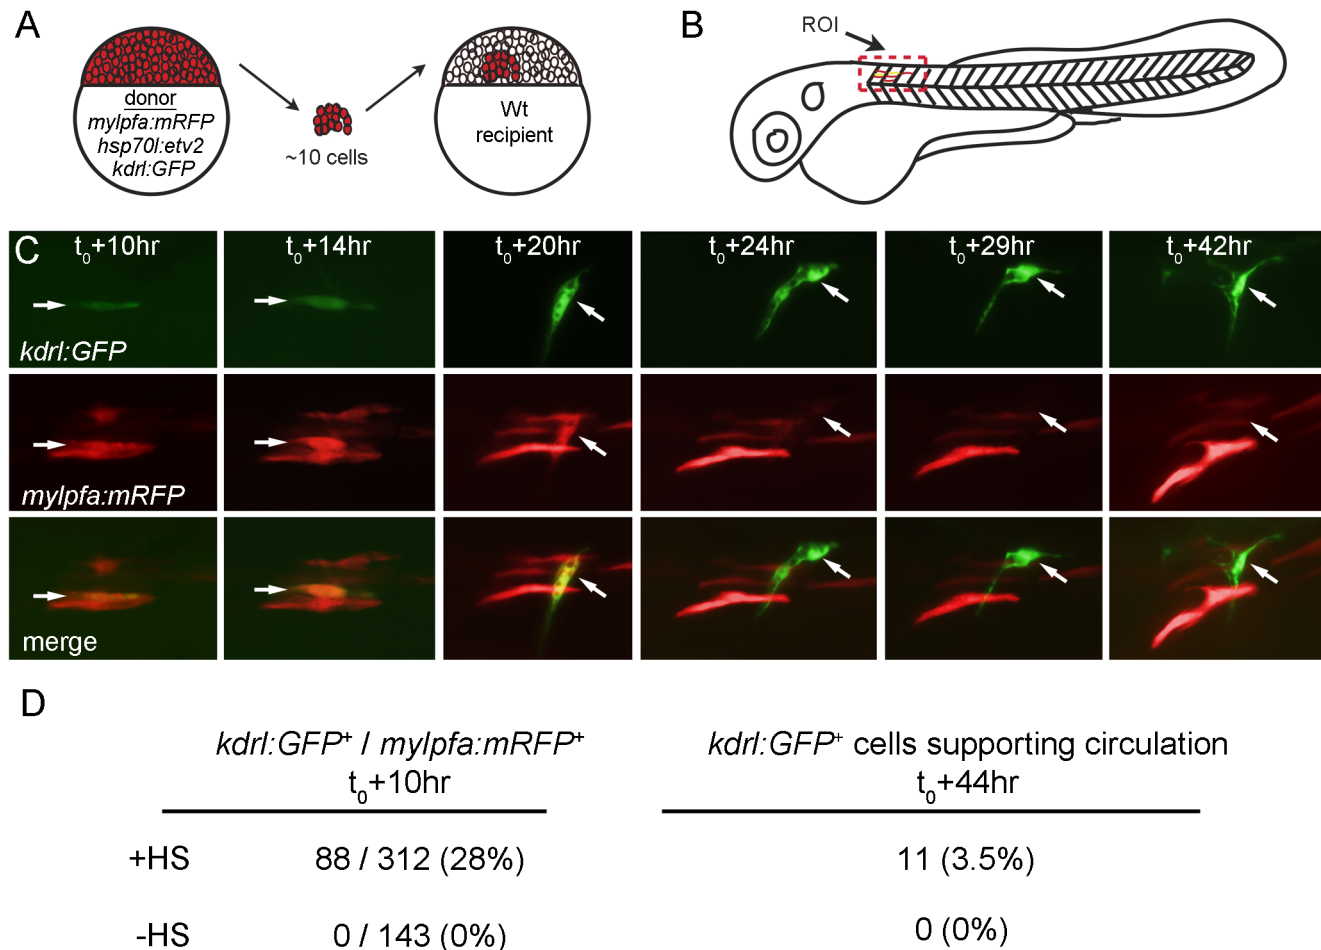 A
donor
mylpfa:mRFP
hsp70l:etv2
kdrl:GFP
~10 cells
Wt
recipient
B
ROI
C
t0+10hr
t0+14hr
t0+20hr
t0+24hr
t0+29hr
t0+42hr
kdrl:GFP
mylpfa:mRFP
merge
D
kdrl:GFP+ / mylpfa:mRFP+
t0+10hr
kdrl:GFP+ cells supporting circulation
t0+44hr
+HS 88 / 312 (28%) 11 (3.5%)
-HS 0 / 143 (0%) 0 (0%)